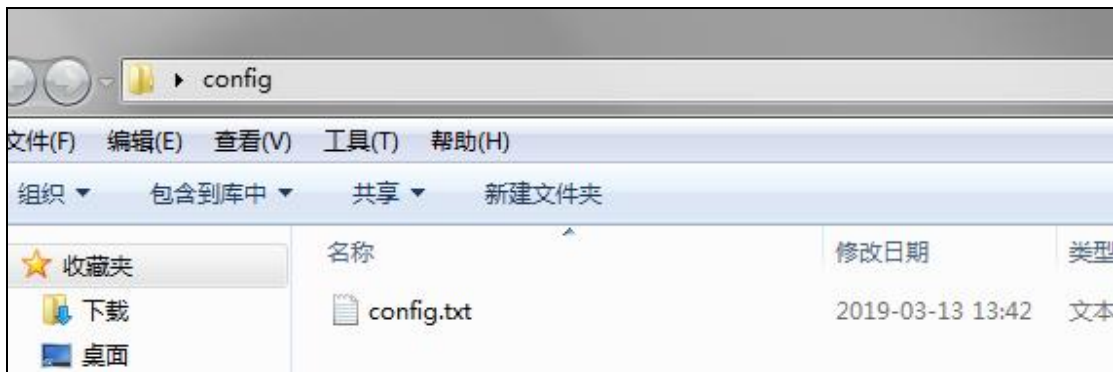 config
文件(F) 编辑(E) 查看(V) 工具(T) 帮助(H)
组织 包含到库中 共享 新建文件夹
收藏夹 名称 修改日期 类型
下载 config.txt 2019-03-13 13:42 文本
桌面